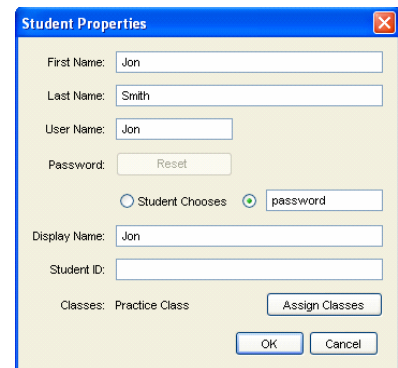 Student Properties
First Name: Jon
Last Name: Smith
User Name: Jon
Password: Reset
Student Chooses password
Display Name: Jon
Student ID:
Classes: Practice Class Assign Classes
OK Cancel